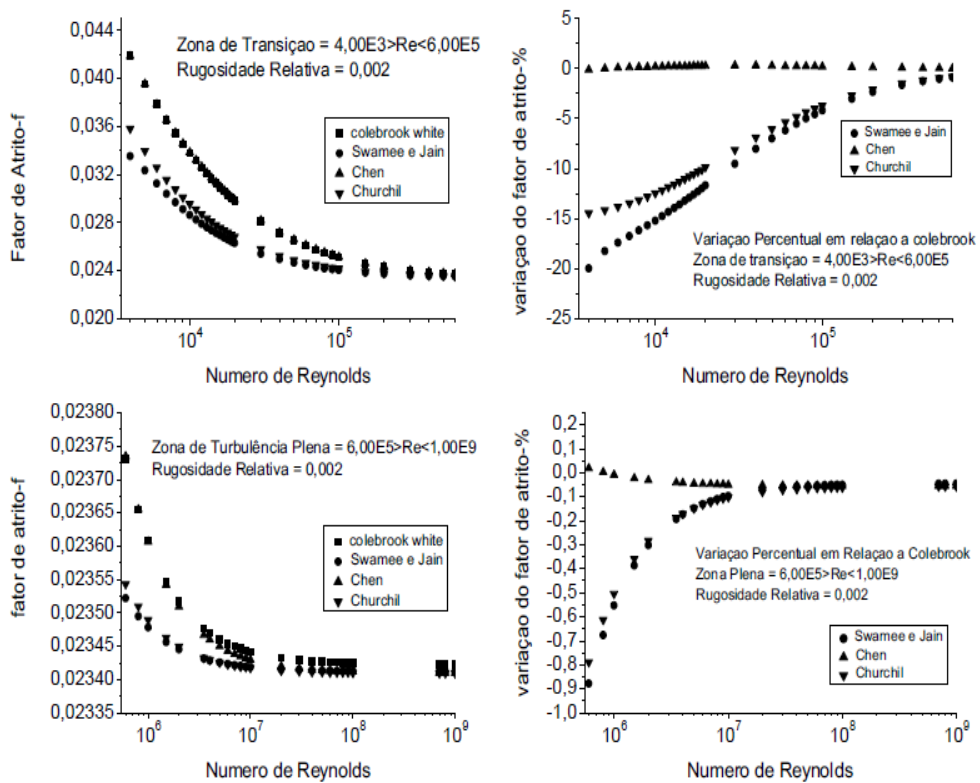 0,044
0,040
0,036
0,032
0,028
0,024
0,020
Fator de Atrito-f
Zona de Transiçao = 4,00E3>Re<6,00E5
Rugosidade Relativa = 0,002
colebrook white
Swamee e Jain
Chen
Churchil
10⁴
10⁵
Numero de Reynolds
5
0
-5
-10
-15
-20
-25
variaçao do fator de atrito-%
Swamee e Jain
Chen
Churchil
Variaçao Percentual em relaçao a colebrook
Zona de transiçao = 4,00E3>Re<6,00E5
Rugosidade Relativa = 0,002
10⁴
10⁵
Numero de Reynolds
0,02380
0,02375
0,02370
0,02365
0,02360
0,02355
0,02350
0,02345
0,02340
0,02335
fator de atrito-f
Zona de Turbulência Plena = 6,00E5>Re<1,00E9
Rugosidade Relativa = 0,002
colebrook white
Swamee e Jain
Chen
Churchil
10⁶
10⁷
10⁸
10⁹
Numero de Reynolds
0,2
0,1
0,0
-0,1
-0,2
-0,3
-0,4
-0,5
-0,6
-0,7
-0,8
-0,9
-1,0
variaçao do fator de atrito-%
Variaçao Percentual em Relaçao a Colebrook
Zona Plena = 6,00E5>Re<1,00E9
Rugosidade Relativa = 0,002
Swamee e Jain
Chen
Churchil
10⁶
10⁷
10⁸
10⁹
Numero de Reynolds